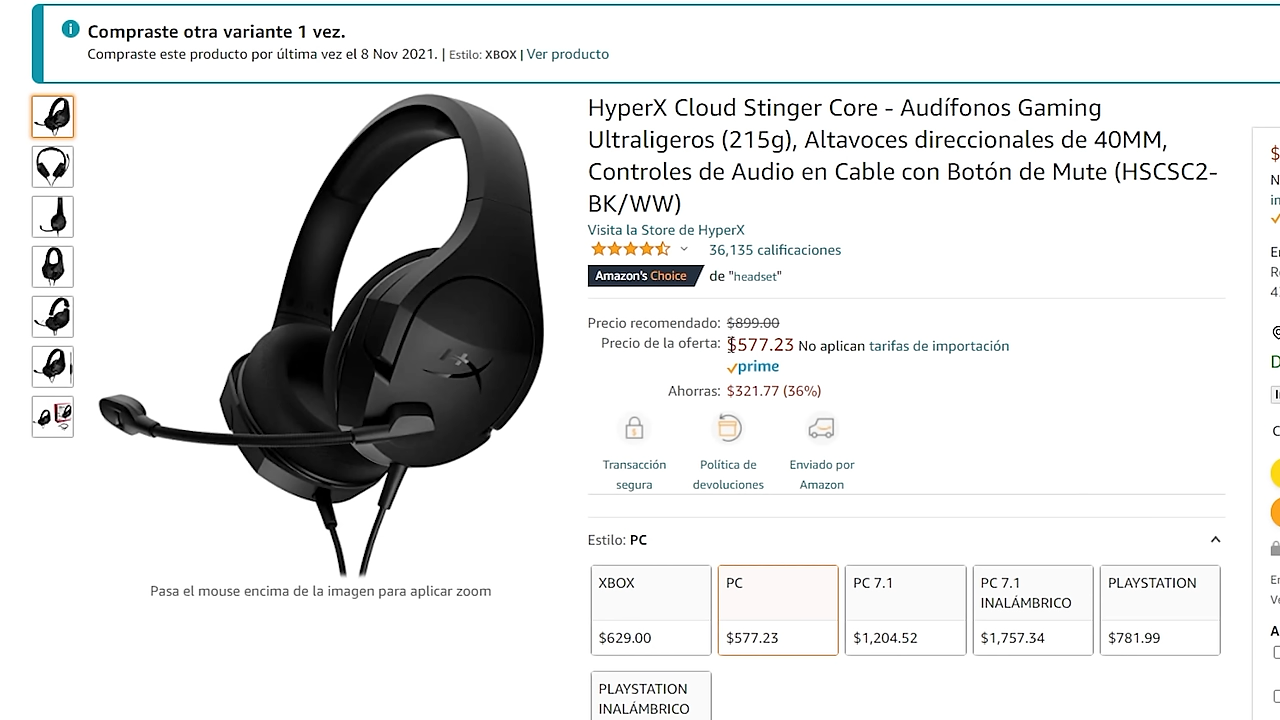 Compraste otra variante 1 vez.
Compraste este producto por última vez el 8 Nov 2021. | Estilo: XBOX | Ver producto
HyperX Cloud Stinger Core - Audífonos Gaming
Ultraligeros (215g), Altavoces direccionales de 40MM,
Controles de Audio en Cable con Botón de Mute (HSCSC2-
BK/WW)
Visita la Store de HyperX
36,135 calificaciones
Amazon's Choice de "headset"
Precio recomendado: $899.00
Precio de la oferta: $577.23 No aplican tarifas de importación
prime
Ahorras: $321.77 (36%)
Transacción segura
Política de devoluciones
Enviado por Amazon
Estilo: PC
XBOX
$629.00
PC
$577.23
PC 7.1
$1,204.52
PC 7.1
INALÁMBRICO
$1,757.34
PLAYSTATION
$781.99
PLAYSTATION
INALÁMBRICO
Pasa el mouse encima de la imagen para aplicar zoom